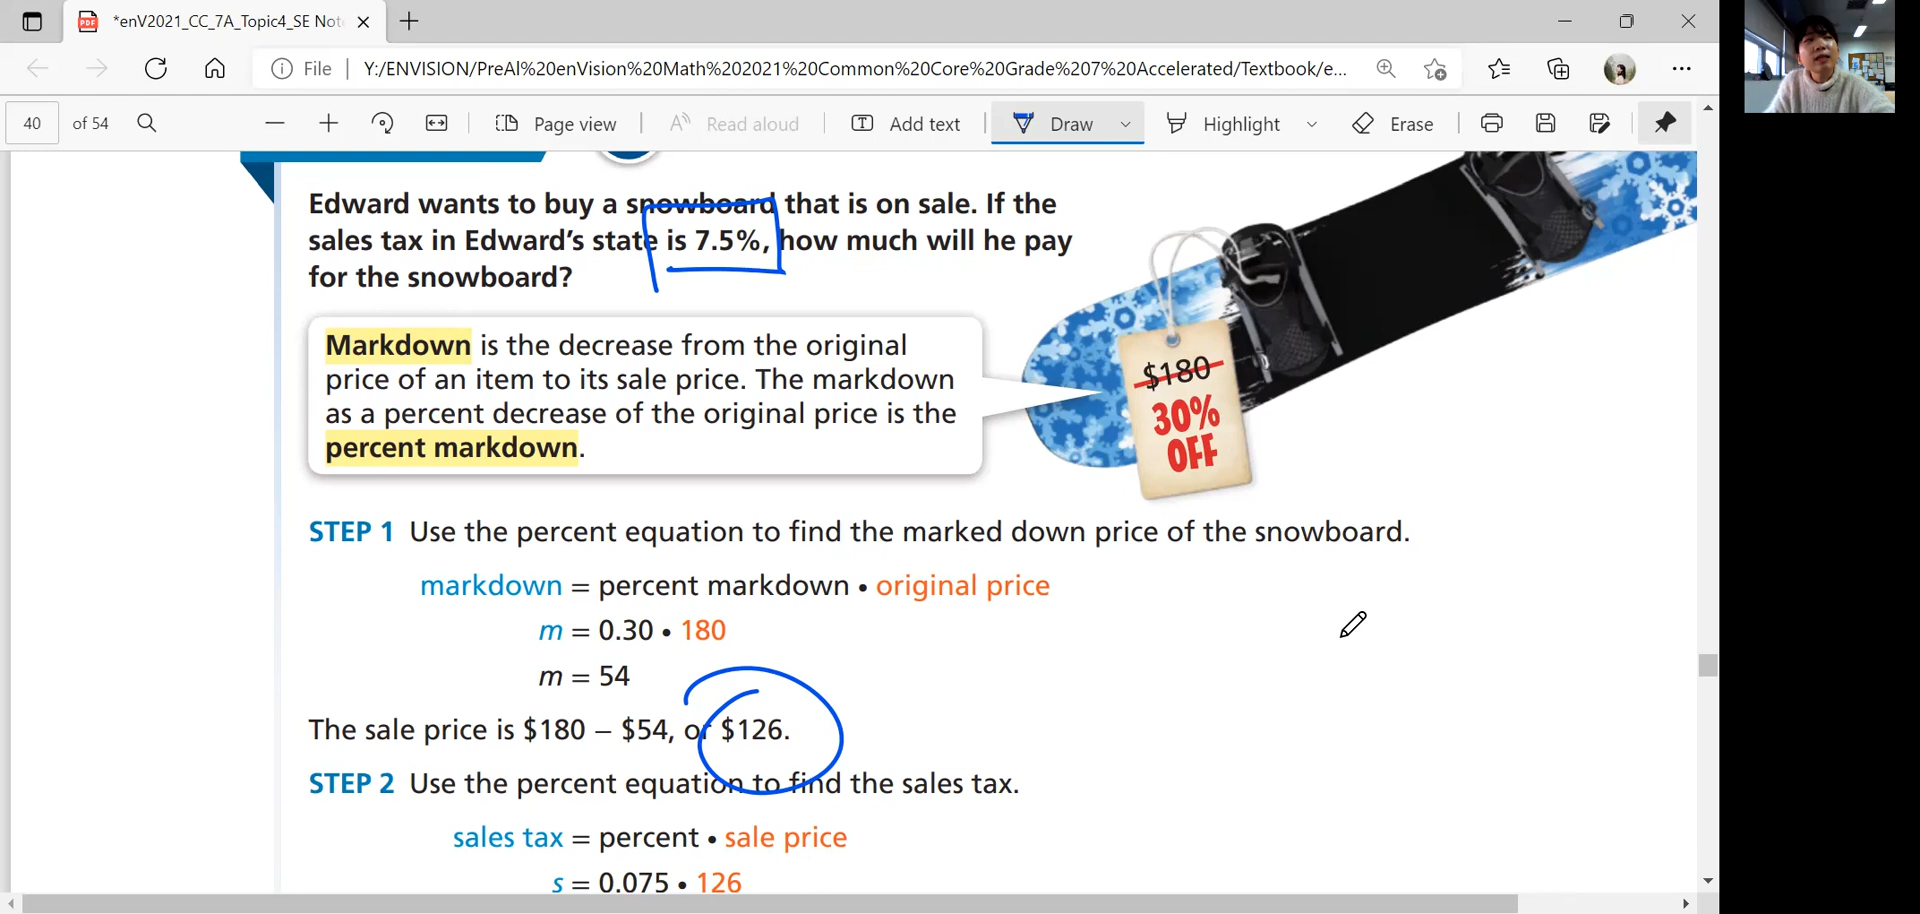 *enV2021_CC_7A_Topic4_SE Not
File
Y:/ENVISION/PreAl%20enVision%20Math%202021%20Common%20Core%20Grade%207%20Accelerated/Textbook/e...
40 of 54
Page view
Read aloud
Add text
Draw
Highlight
Erase
Edward wants to buy a snowboard that is on sale. If the
sales tax in Edward's state is 7.5%, how much will he pay
for the snowboard?
Markdown is the decrease from the original
price of an item to its sale price. The markdown
as a percent decrease of the original price is the
percent markdown.
$180
30%
OFF
STEP 1 Use the percent equation to find the marked down price of the snowboard.
markdown = percent markdown • original price
m = 0.30 • 180
m = 54
The sale price is $180 – $54, or $126.
STEP 2 Use the percent equation to find the sales tax.
sales tax = percent • sale price
s = 0.075 • 126